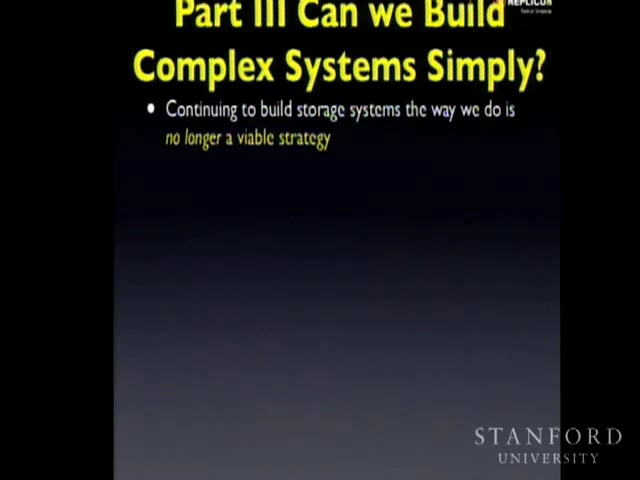 REPLICUS
Part III Can we Build
Complex Systems Simply?
• Continuing to build storage systems the way we do is
no longer a viable strategy
STANFORD
UNIVERSITY